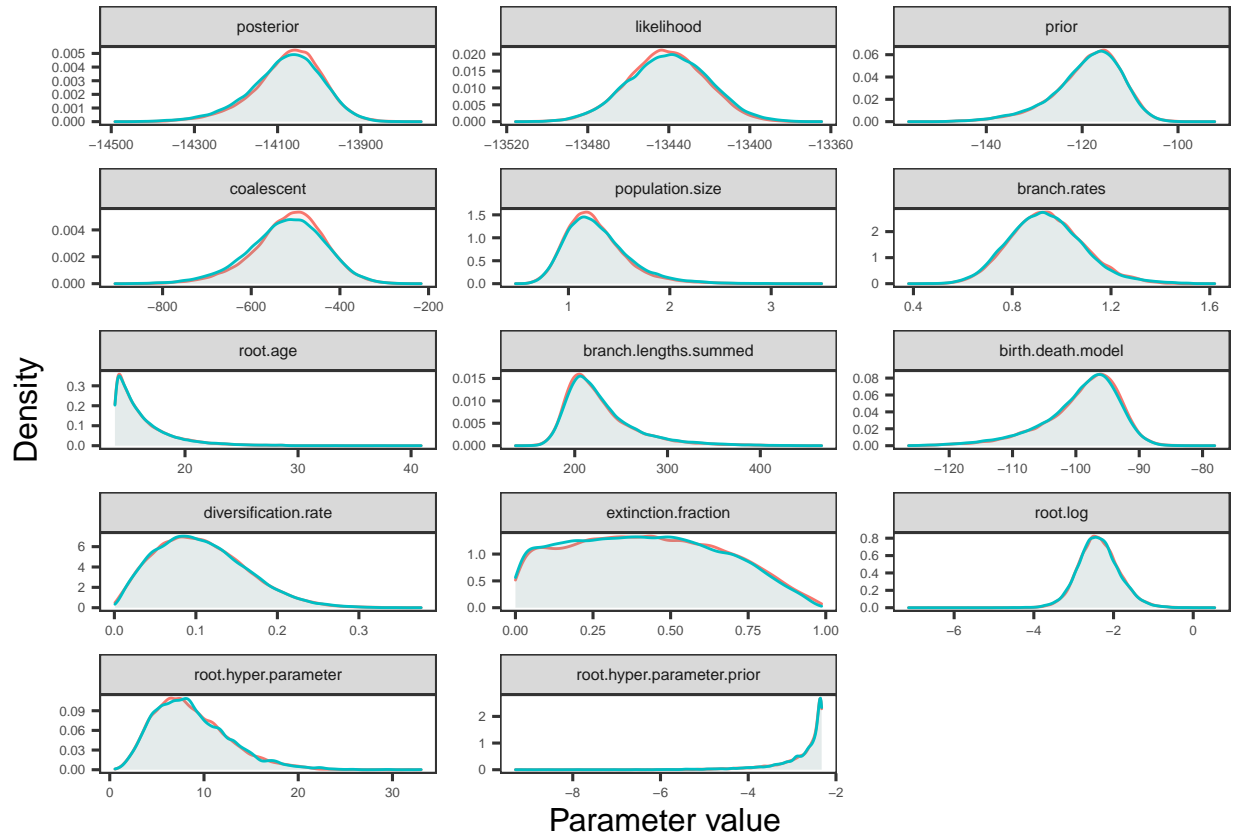 posterior
likelihood
prior
0.005
0.004
0.003
0.002
0.001
0.000
−14500 −14300 −14100 −13900
0.020
0.015
0.010
0.005
0.000
−13520 −13480 −13440 −13400 −13360
0.06
0.04
0.02
0.00
−140 −120 −100
coalescent
population.size
branch.rates
0.004
0.002
0.000
−800 −600 −400 −200
1.5
1.0
0.5
0.0
1 2 3
2
1
0
0.4 0.8 1.2 1.6
root.age
branch.lengths.summed
birth.death.model
0.3
0.2
0.1
0.0
20 30 40
0.015
0.010
0.005
0.000
200 300 400
0.08
0.06
0.04
0.02
0.00
−120 −110 −100 −90 −80
diversification.rate
extinction.fraction
root.log
6
4
2
0
0.0 0.1 0.2 0.3
1.0
0.5
0.0
0.00 0.25 0.50 0.75 1.00
0.8
0.6
0.4
0.2
0.0
−6 −4 −2 0
root.hyper.parameter
root.hyper.parameter.prior
0.09
0.06
0.03
0.00
0 10 20 30
2
1
0
−8 −6 −4 −2
Density
Parameter value